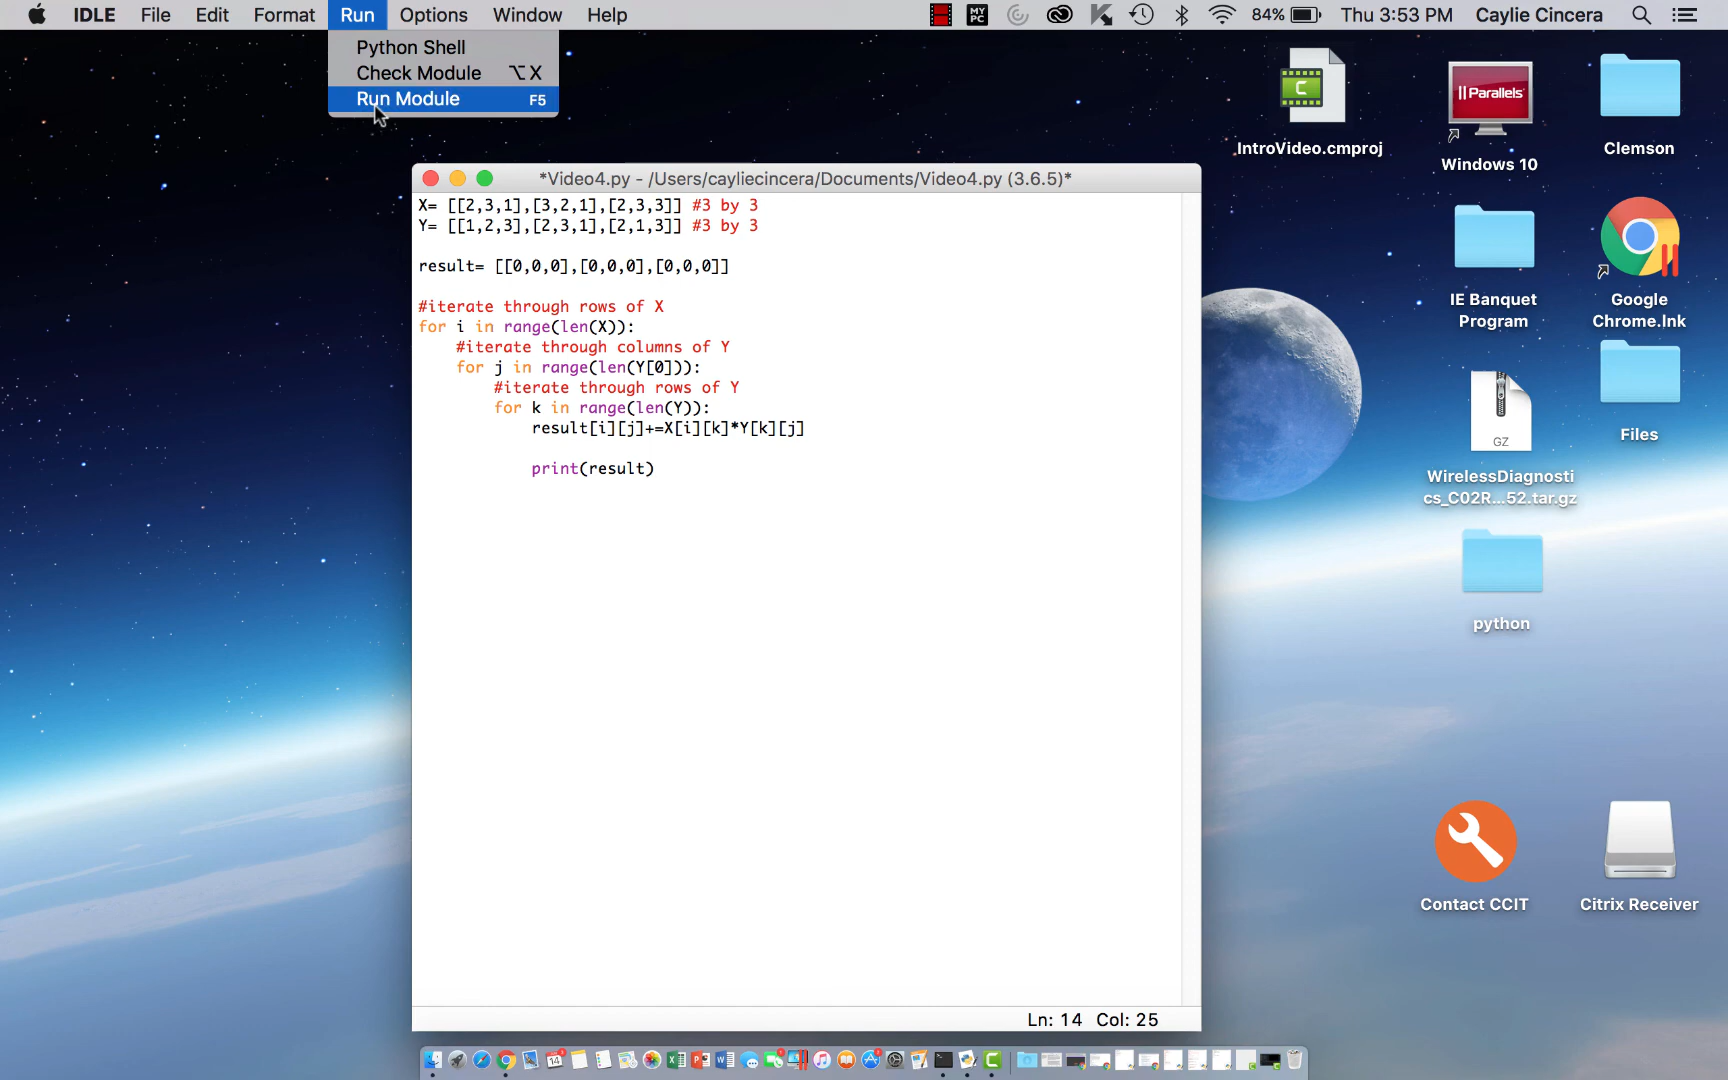 IDLE File Edit Format Run Options Window Help MY PC 84% Thu 3:53 PM Caylie Cincera
Python Shell
Check Module ⌥X
Run Module F5
*Video4.py - /Users/cayliecincera/Documents/Video4.py (3.6.5)*
X= [[2,3,1],[3,2,1],[2,3,3]] #3 by 3
Y= [[1,2,3],[2,3,1],[2,1,3]] #3 by 3
result= [[0,0,0],[0,0,0],[0,0,0]]
#iterate through rows of X
for i in range(len(X)):
    #iterate through columns of Y
    for j in range(len(Y[0])):
        #iterate through rows of Y
        for k in range(len(Y)):
            result[i][j]+=X[i][k]*Y[k][j]
            print(result)
Ln: 14 Col: 25
C
IntroVideo.cmproj
|| Parallels
Windows 10
Clemson
IE Banquet
Program
Google
Chrome.lnk
GZ
WirelessDiagnosti
cs_C02R...52.tar.gz
Files
python
Contact CCIT
Citrix Receiver